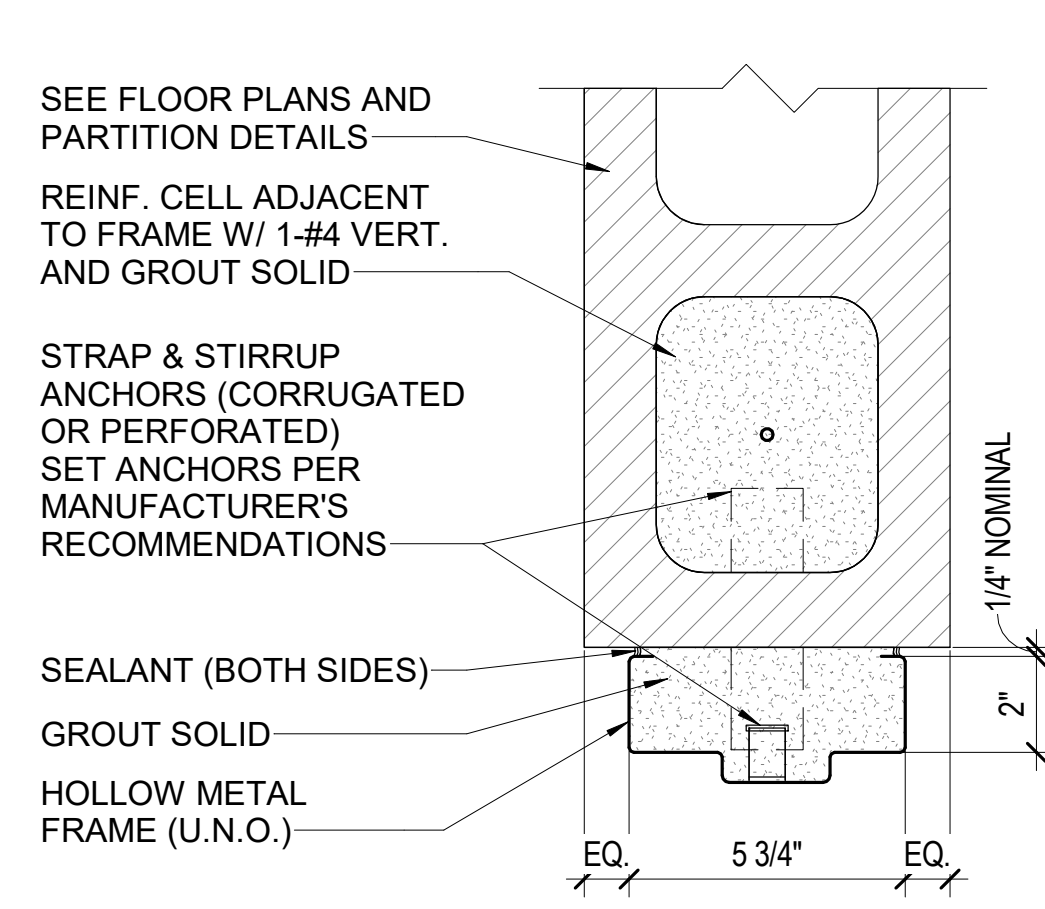 SEE FLOOR PLANS AND
PARTITION DETAILS
REINF. CELL ADJACENT
TO FRAME W/ 1-#4 VERT.
AND GROUT SOLID
STRAP & STIRRUP
ANCHORS (CORRUGATED
OR PERFORATED)
SET ANCHORS PER
MANUFACTURER'S
RECOMMENDATIONS
SEALANT (BOTH SIDES)
GROUT SOLID
HOLLOW METAL
FRAME (U.N.O.)
1/4" NOMINAL
2"
EQ.
5 3/4"
EQ.